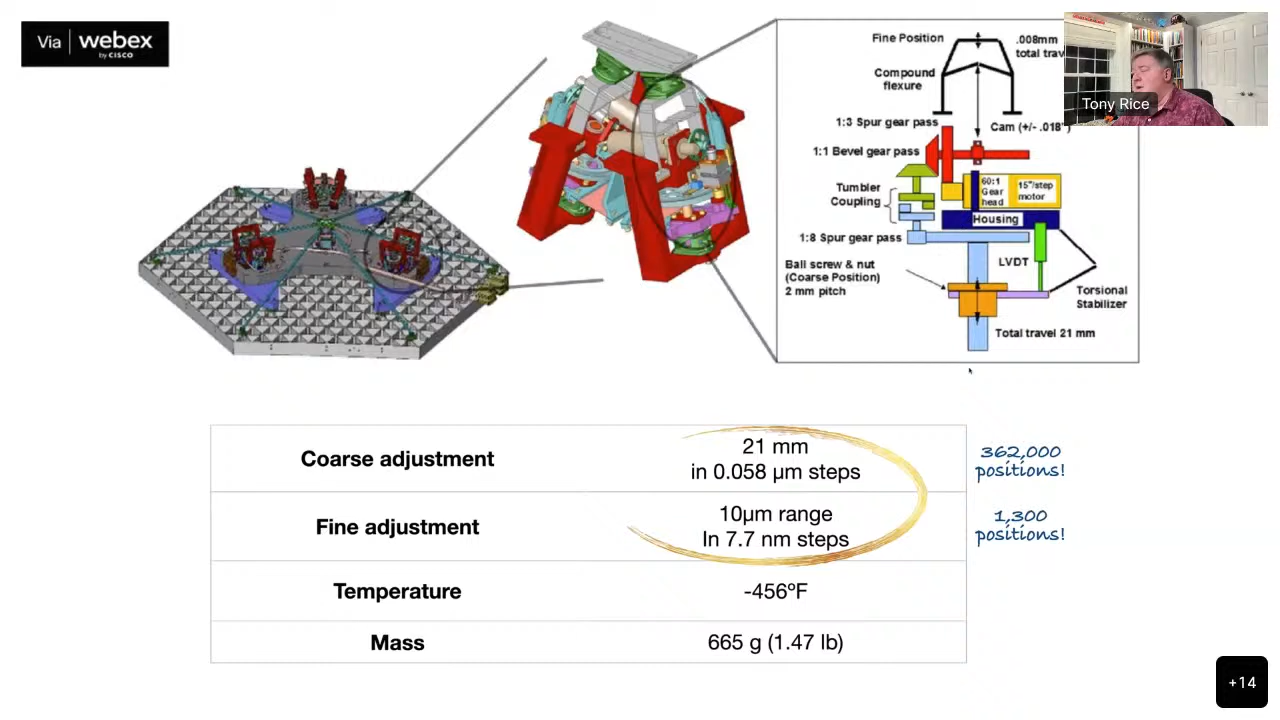 Via webex
by CISCO
Fine Position
.008mm
total trav
Compound
flexure
Tony Rice
1:3 Spur gear pass
Cam (+/- .018")
1:1 Bevel gear pass
Tumbler
Coupling
60:1
Gear
head
15°/step
motor
Housing
1:8 Spur gear pass
LVDT
Ball screw & nut
(Coarse Position)
2 mm pitch
Torsional
Stabilizer
Total travel 21 mm
Coarse adjustment
21 mm
in 0.058 µm steps
362,000
positions!
Fine adjustment
10µm range
In 7.7 nm steps
1,300
positions!
Temperature
-456ºF
Mass
665 g (1.47 lb)
+14